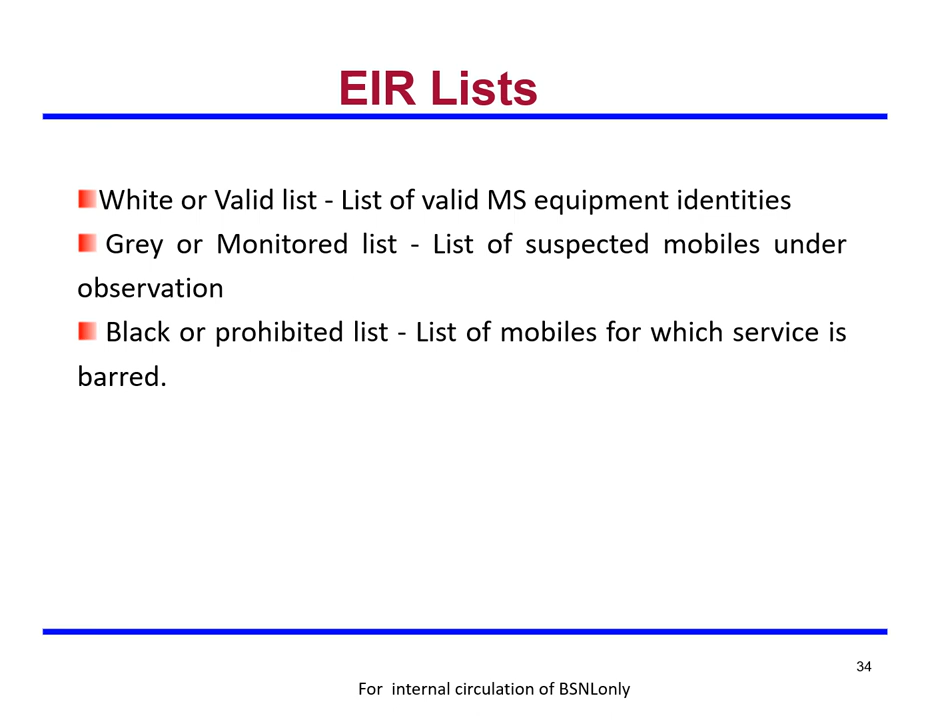 EIR Lists
White or Valid list - List of valid MS equipment identities
Grey or Monitored list - List of suspected mobiles under
observation
Black or prohibited list - List of mobiles for which service is
barred.
34
For internal circulation of BSNLonly